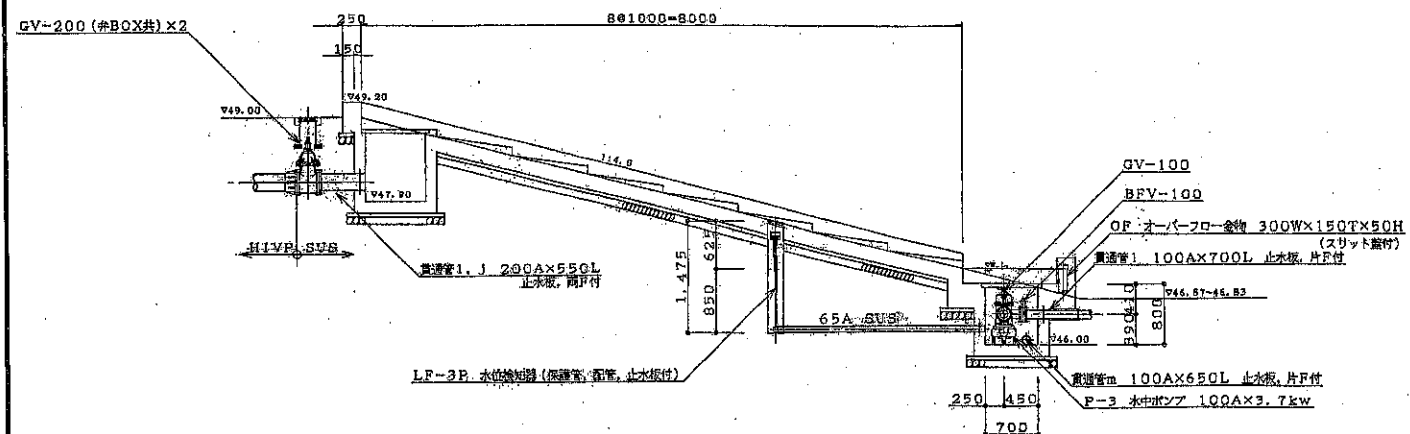 GV-200 (弁BOX共)×2
250
8@1000=8000
150
▽49.20
▽49.00
▽47.90
HIVP SUS
貫通管1, J 200A×550L
止水板, 両F付
1,475
625
850
65A SUS
LF-3P 水位検知器(保護管, 配管, 止水板付)
GV-100
BFV-100
OF オーバーフロー金物 300W×150T×50H
(スリット蓋付)
貫通管l 100A×700L 止水板, 片F付
410
390
800
▽46.00
貫通管m 100A×650L 止水板, 片F付
P-3 水中ポンプ 100A×3.7kw
250
450
700